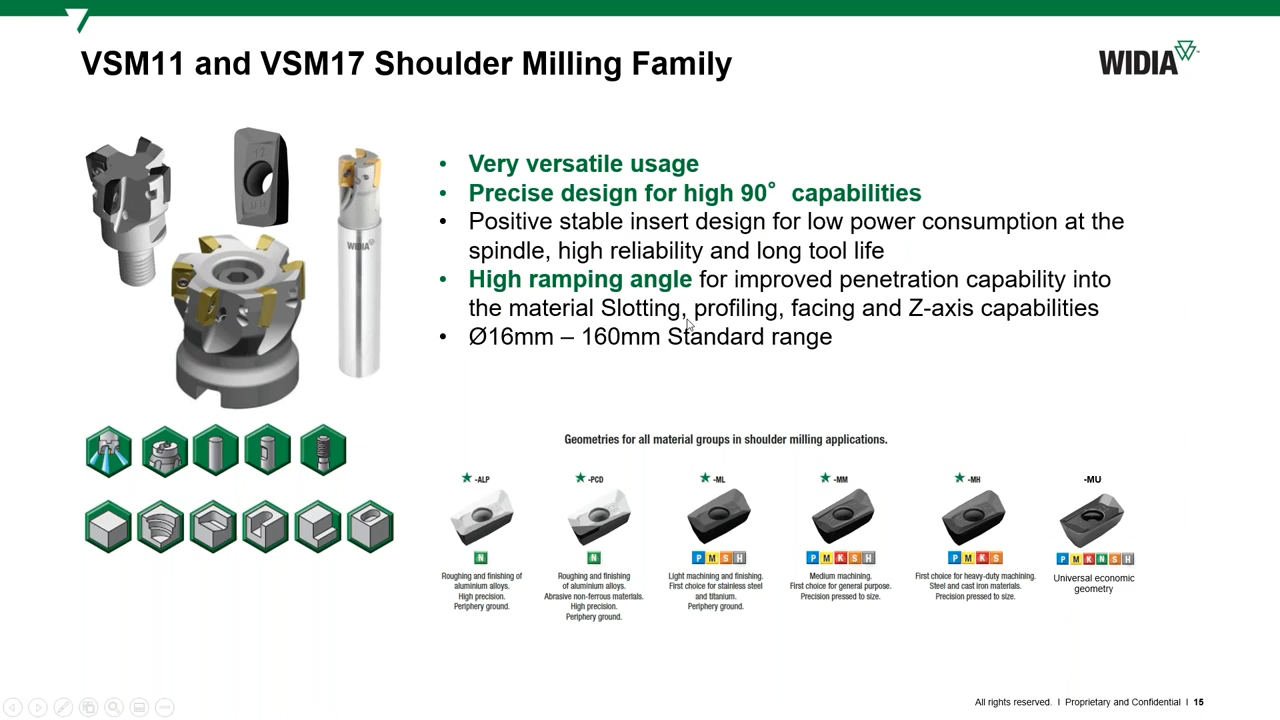 VSM11 and VSM17 Shoulder Milling Family
WIDIA
• Very versatile usage
• Precise design for high 90° capabilities
• Positive stable insert design for low power consumption at the
spindle, high reliability and long tool life
• High ramping angle for improved penetration capability into
the material Slotting, profiling, facing and Z-axis capabilities
• Ø16mm – 160mm Standard range
WIDIA
Geometries for all material groups in shoulder milling applications.
-ALP
N
Roughing and finishing of
aluminium alloys.
High precision.
Periphery ground.
-PCD
N
Roughing and finishing
of aluminium alloys.
Abrasive non-ferrous materials.
High precision.
Periphery ground.
-ML
P M S H
Light machining and finishing.
First choice for stainless steel
and titanium.
Periphery ground.
-MM
P M K S H
Medium machining.
First choice for general purpose.
Precision pressed to size.
-MH
P M K S
First choice for heavy-duty machining.
Steel and cast iron materials.
Precision pressed to size.
-MU
P M K N S H
Universal economic
geometry
All rights reserved. I Proprietary and Confidential I 15